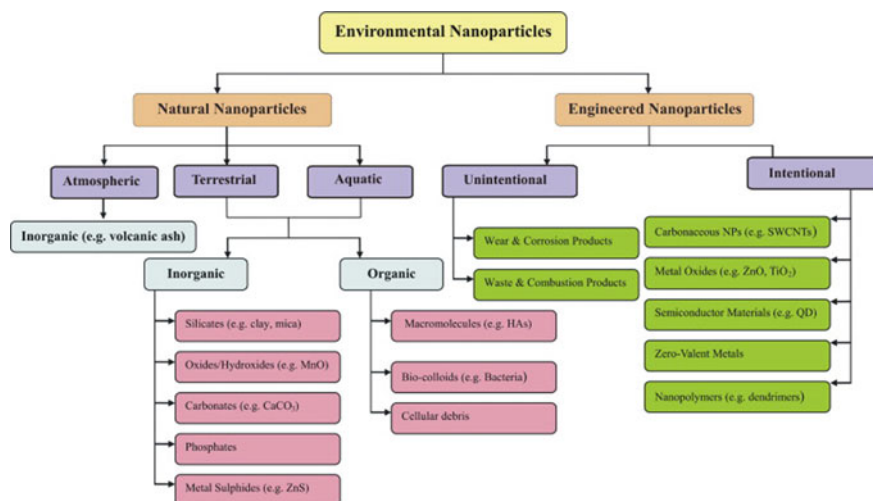 Environmental Nanoparticles
Natural Nanoparticles
Engineered Nanoparticles
Atmospheric
Terrestrial
Aquatic
Unintentional
Intentional
Inorganic (e.g. volcanic ash)
Inorganic
Organic
Silicates (e.g. clay, mica)
Oxides/Hydroxides (e.g. MnO)
Carbonates (e.g. CaCO₃)
Phosphates
Metal Sulphides (e.g. ZnS)
Macromolecules (e.g. HAs)
Bio-colloids (e.g. Bacteria)
Cellular debris
Wear & Corrosion Products
Waste & Combustion Products
Carbonaceous NPs (e.g. SWCNTs)
Metal Oxides (e.g. ZnO, TiO₂)
Semiconductor Materials (e.g. QD)
Zero-Valent Metals
Nanopolymers (e.g. dendrimers)